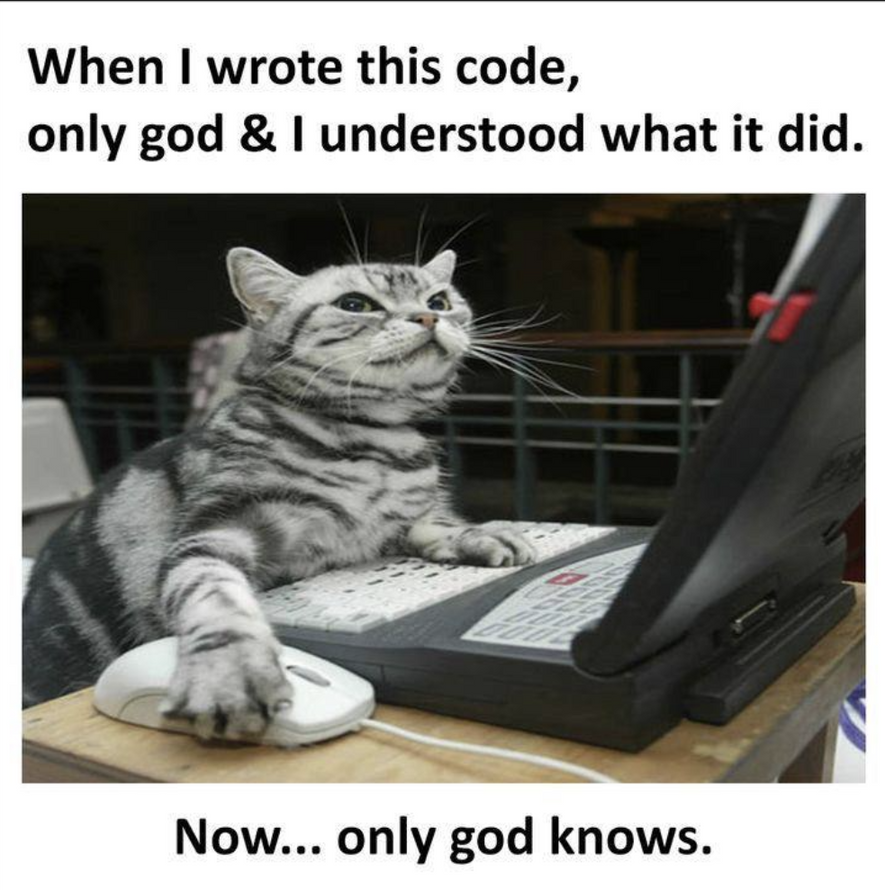 When I wrote this code,
only god & I understood what it did.
Now... only god knows.